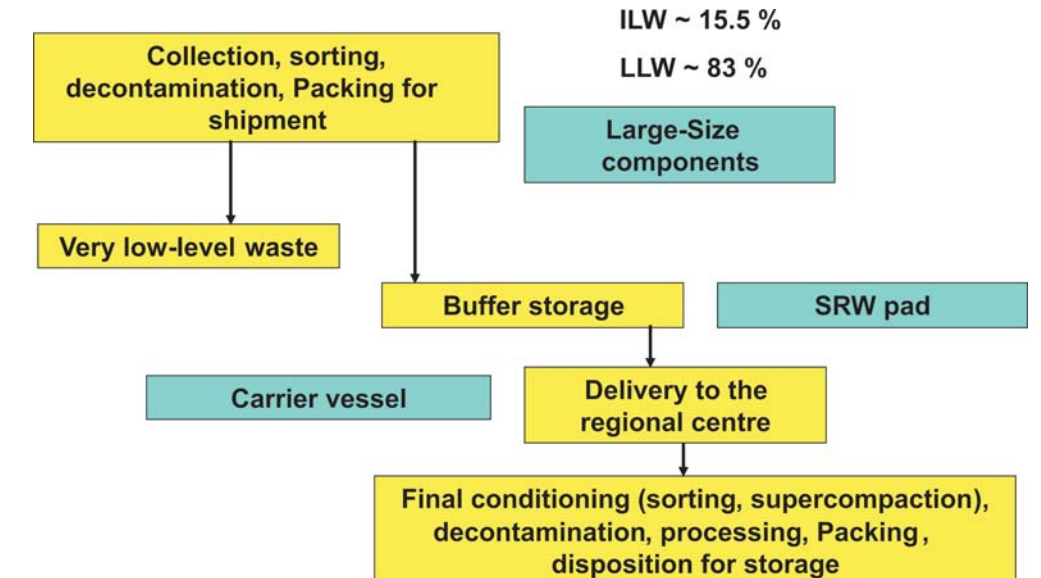 ILW ~ 15.5 %
LLW ~ 83 %
Collection, sorting,
decontamination, Packing for
shipment
Large-Size
components
Very low-level waste
Buffer storage
SRW pad
Carrier vessel
Delivery to the
regional centre
Final conditioning (sorting, supercompaction),
decontamination, processing, Packing,
disposition for storage